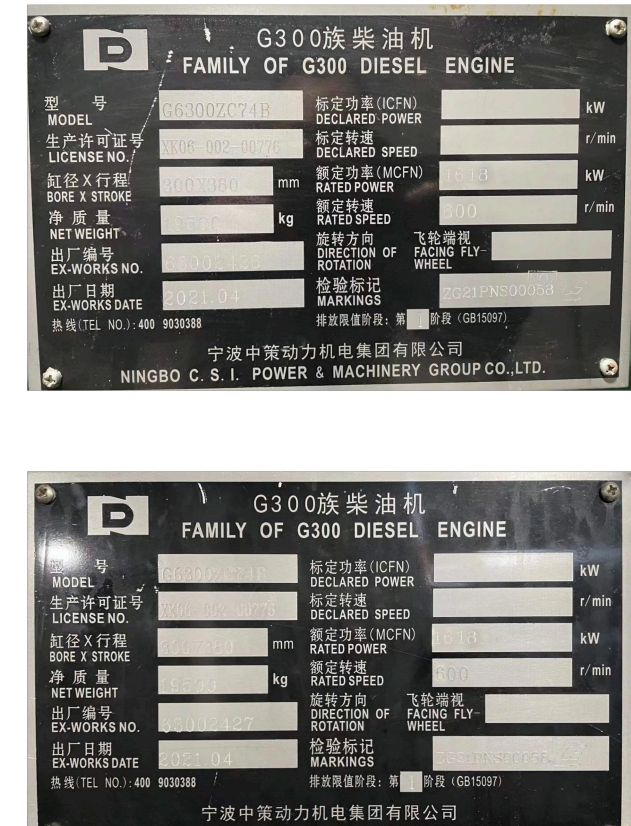 G300族柴油机
FAMILY OF G300 DIESEL ENGINE
型 号 G6300ZC74B 标定功率(ICFN) kW
MODEL DECLARED POWER
生产许可证号 XK06-002-00776 标定转速 r/min
LICENSE NO. DECLARED SPEED
缸径X行程 300X380 mm 额定功率(MCFN) 1618 kW
BORE X STROKE RATED POWER
净 质 量 kg 额定转速 600 r/min
NET WEIGHT RATED SPEED
出厂编号 旋转方向 飞轮端视
EX-WORKS NO. DIRECTION OF ROTATION FACING FLY-WHEEL
出厂日期 2021.04 检验标记 ZG21PNS00058
EX-WORKS DATE MARKINGS
热线(TEL NO.):400 9030388 排放限值阶段: 第 1 阶段 (GB15097)
宁波中策动力机电集团有限公司
NINGBO C. S. I. POWER & MACHINERY GROUP CO.,LTD.
G300族柴油机
FAMILY OF G300 DIESEL ENGINE
型 号 G6300ZC74B 标定功率(ICFN) kW
MODEL DECLARED POWER
生产许可证号 XK06-002-00776 标定转速 r/min
LICENSE NO. DECLARED SPEED
缸径X行程 300X380 mm 额定功率(MCFN) 1618 kW
BORE X STROKE RATED POWER
净 质 量 19500 kg 额定转速 600 r/min
NET WEIGHT RATED SPEED
出厂编号 63002427 旋转方向 飞轮端视
EX-WORKS NO. DIRECTION OF ROTATION FACING FLY-WHEEL
出厂日期 2021.04 检验标记
EX-WORKS DATE MARKINGS
热线(TEL NO.):400 9030388 排放限值阶段: 第 1 阶段 (GB15097)
宁波中策动力机电集团有限公司